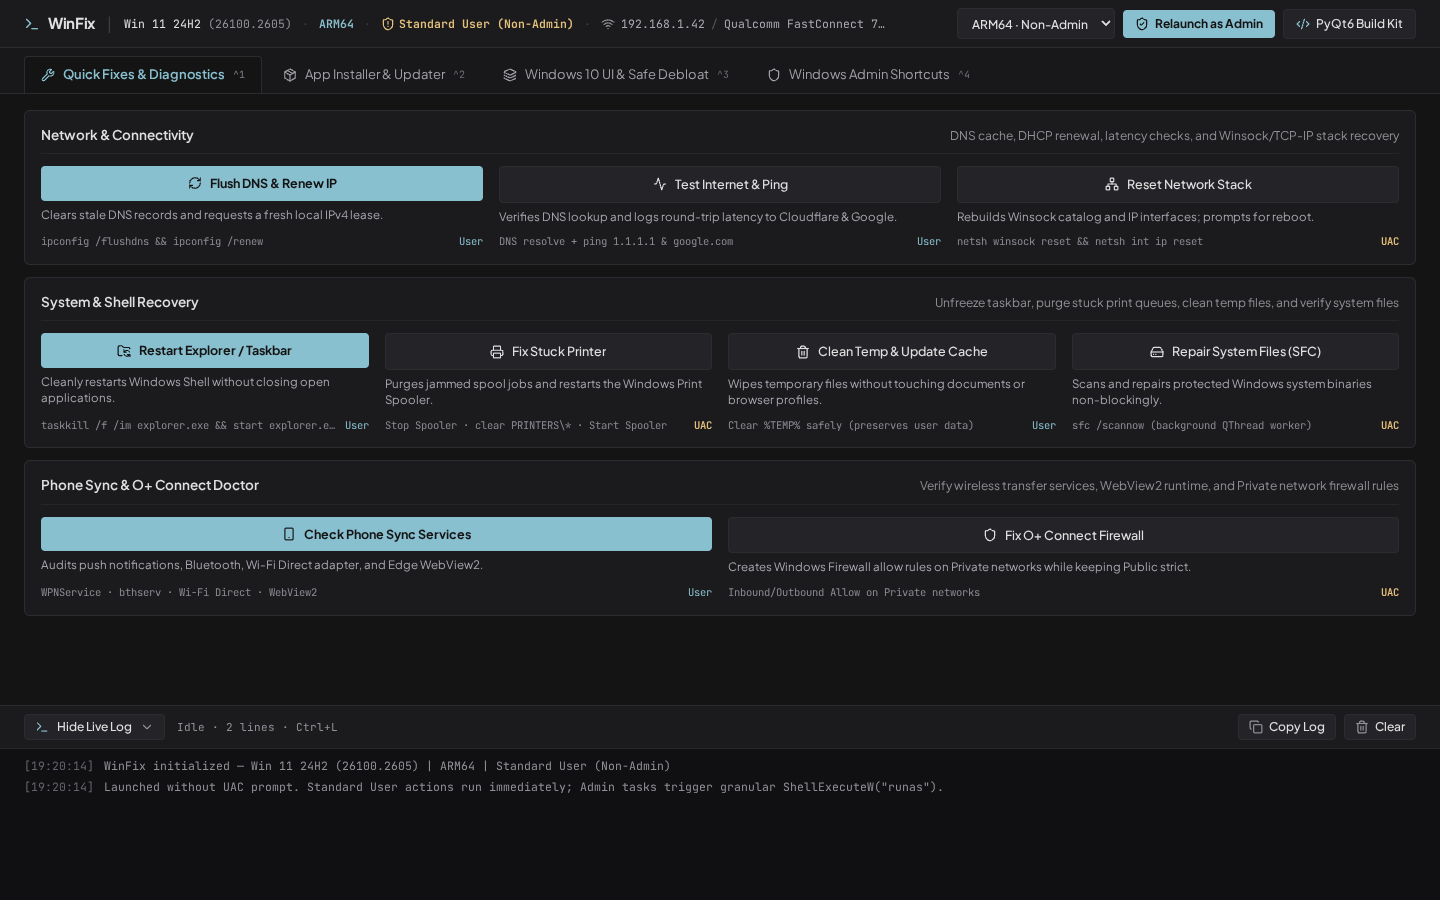 WinFix
Win 11 24H2 (26100.2605) · ARM64 · Standard User (Non-Admin) · 192.168.1.42 / Qualcomm FastConnect 7…
ARM64 · Non-Admin
Relaunch as Admin
PyQt6 Build Kit
Quick Fixes & Diagnostics ^1
App Installer & Updater ^2
Windows 10 UI & Safe Debloat ^3
Windows Admin Shortcuts ^4
Network & Connectivity
DNS cache, DHCP renewal, latency checks, and Winsock/TCP-IP stack recovery
Flush DNS & Renew IP
Clears stale DNS records and requests a fresh local IPv4 lease.
ipconfig /flushdns && ipconfig /renew
User
Test Internet & Ping
Verifies DNS lookup and logs round-trip latency to Cloudflare & Google.
DNS resolve + ping 1.1.1.1 & google.com
User
Reset Network Stack
Rebuilds Winsock catalog and IP interfaces; prompts for reboot.
netsh winsock reset && netsh int ip reset
UAC
System & Shell Recovery
Unfreeze taskbar, purge stuck print queues, clean temp files, and verify system files
Restart Explorer / Taskbar
Cleanly restarts Windows Shell without closing open
applications.
taskkill /f /im explorer.exe && start explorer.e…
User
Fix Stuck Printer
Purges jammed spool jobs and restarts the Windows Print
Spooler.
Stop Spooler · clear PRINTERS\* · Start Spooler
UAC
Clean Temp & Update Cache
Wipes temporary files without touching documents or
browser profiles.
Clear %TEMP% safely (preserves user data)
User
Repair System Files (SFC)
Scans and repairs protected Windows system binaries
non-blockingly.
sfc /scannow (background QThread worker)
UAC
Phone Sync & O+ Connect Doctor
Verify wireless transfer services, WebView2 runtime, and Private network firewall rules
Check Phone Sync Services
Audits push notifications, Bluetooth, Wi-Fi Direct adapter, and Edge WebView2.
WPNService · bthserv · Wi-Fi Direct · WebView2
User
Fix O+ Connect Firewall
Creates Windows Firewall allow rules on Private networks while keeping Public strict.
Inbound/Outbound Allow on Private networks
UAC
Hide Live Log
Idle · 2 lines · Ctrl+L
Copy Log
Clear
[19:20:14] WinFix initialized — Win 11 24H2 (26100.2605) | ARM64 | Standard User (Non-Admin)
[19:20:14] Launched without UAC prompt. Standard User actions run immediately; Admin tasks trigger granular ShellExecuteW("runas").